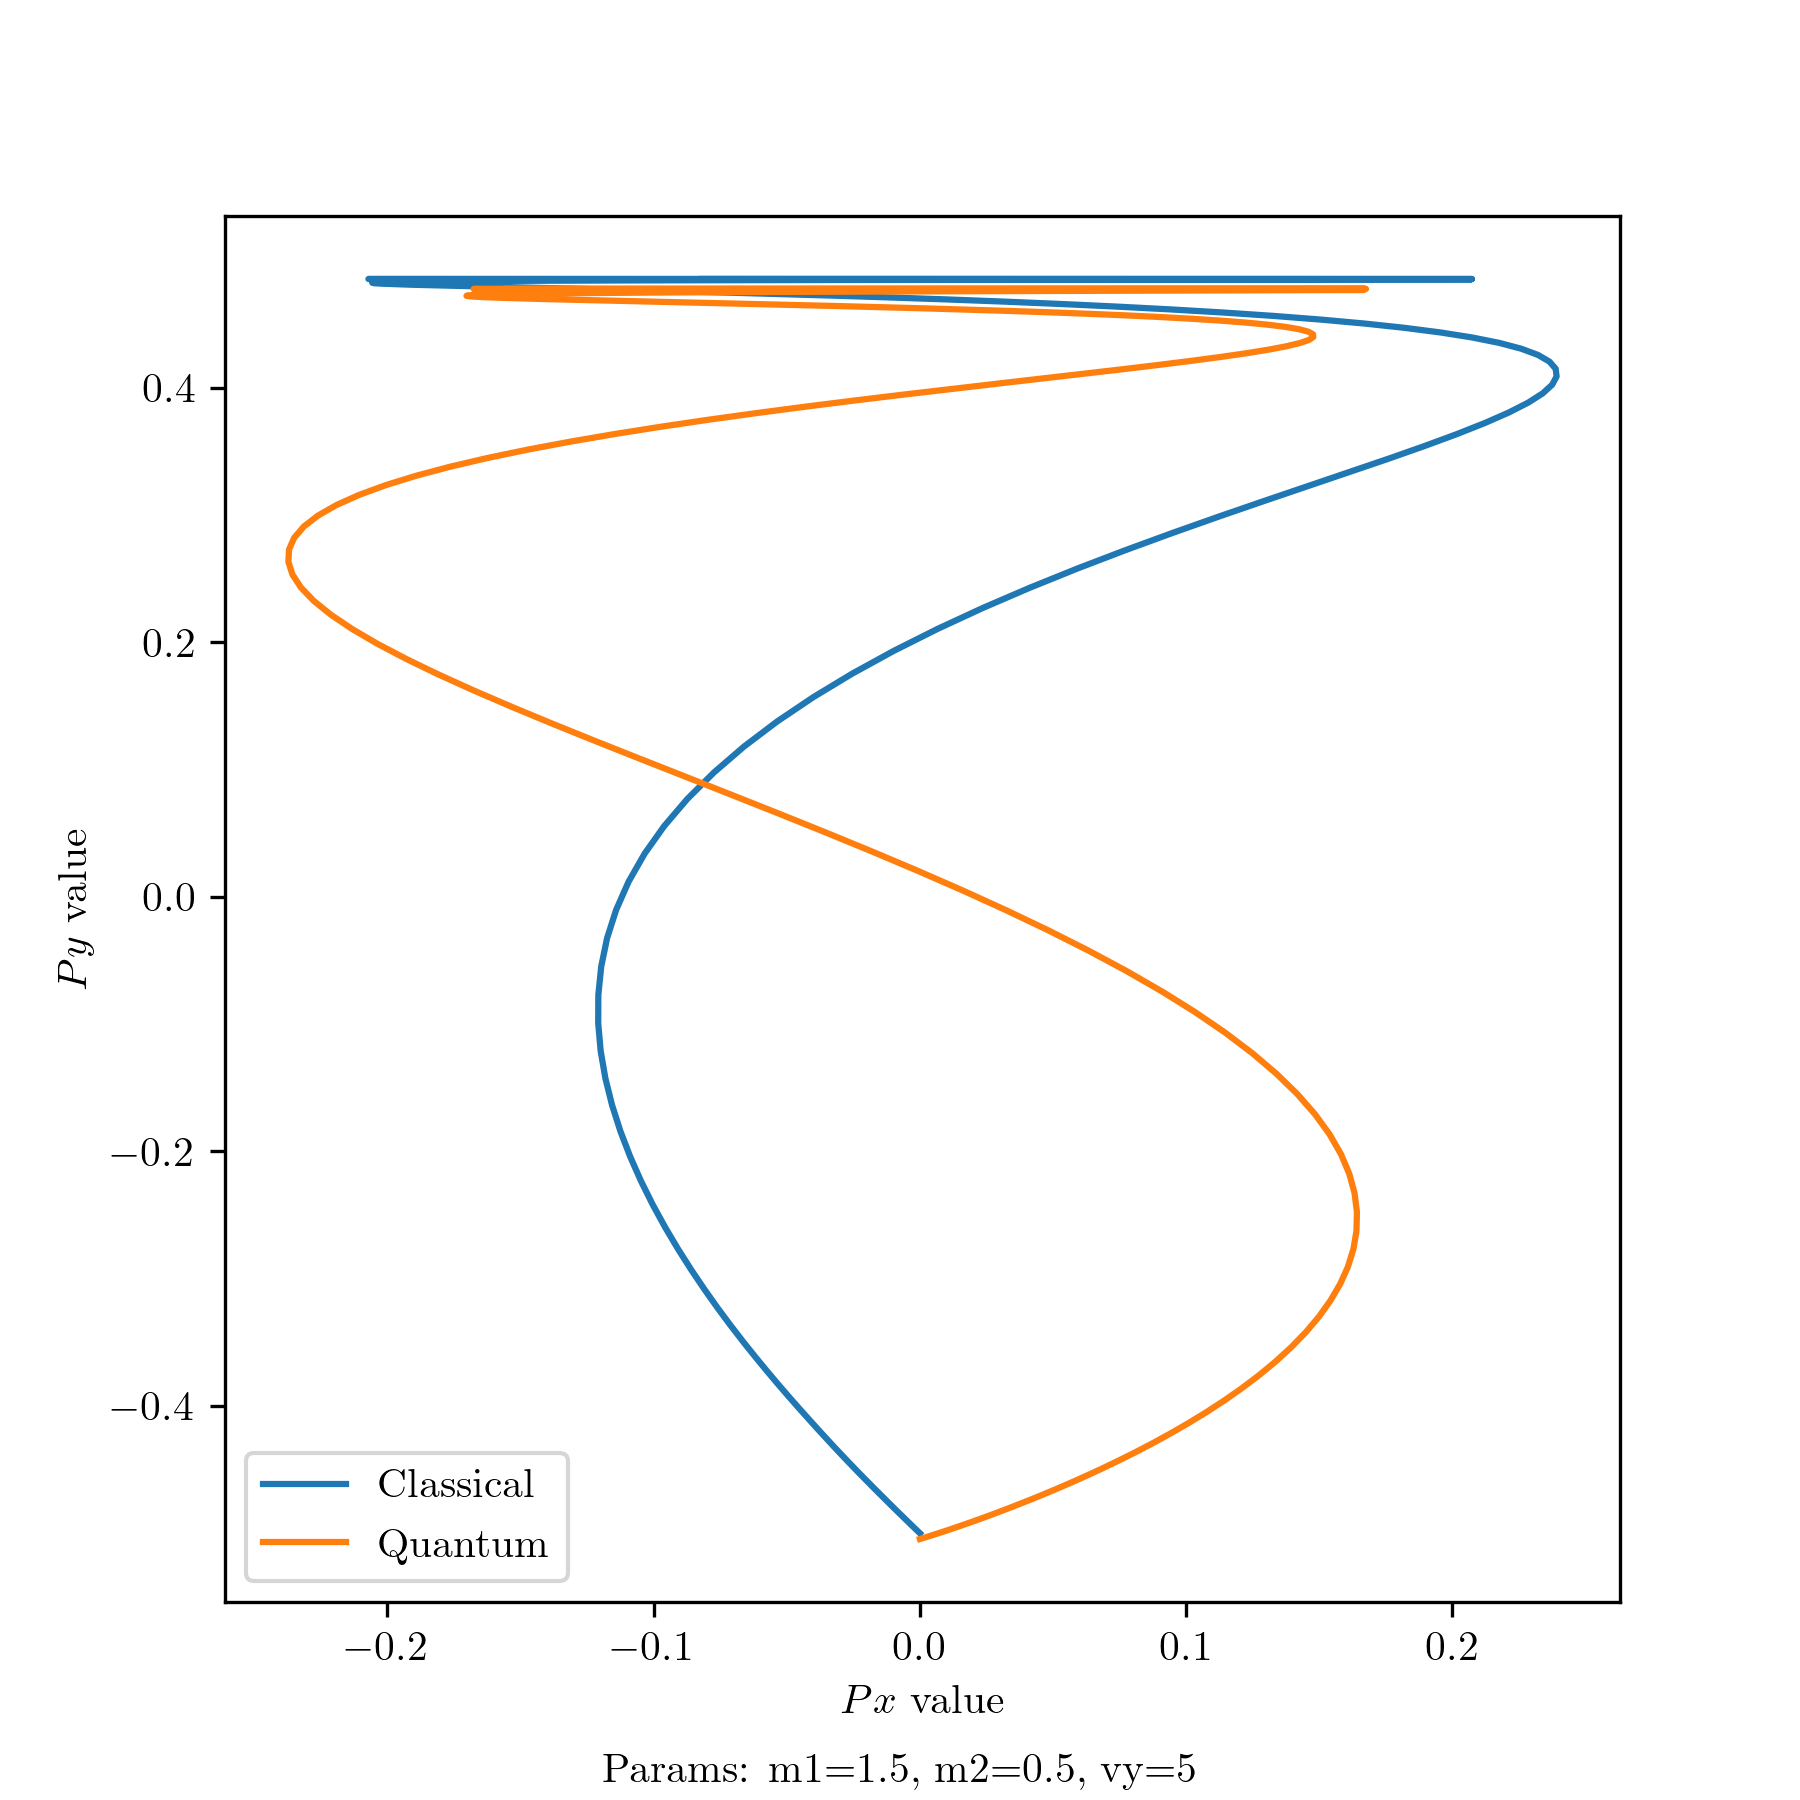 0.4
0.2
0.0
−0.2
−0.4
Py value
Classical
Quantum
−0.2 −0.1 0.0 0.1 0.2
Px value
Params: m1=1.5, m2=0.5, vy=5